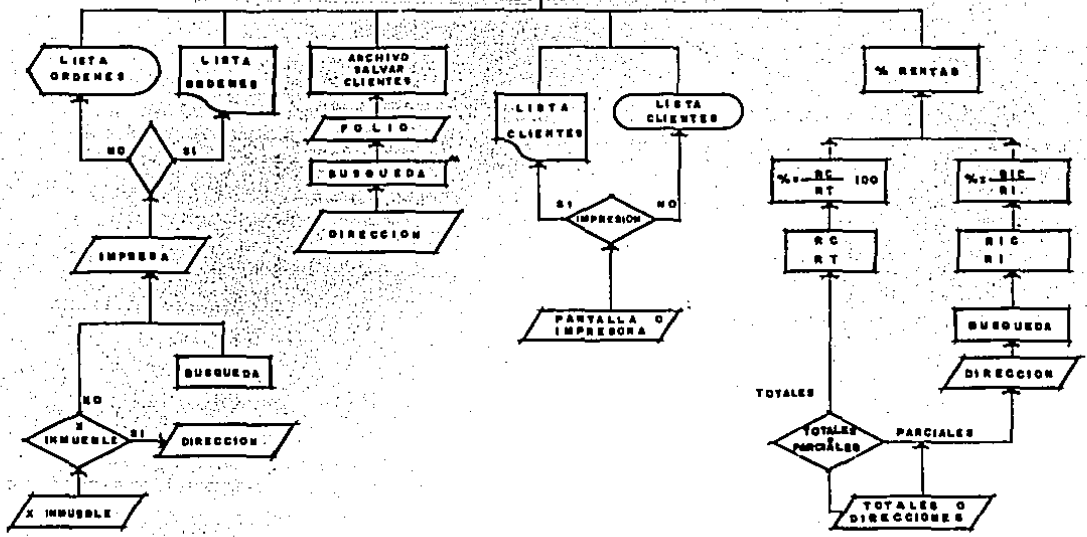 LISTA
ORDENES
LISTA
ORDENES
ARCHIVO
SALVAR
CLIENTES
FOLIO
BUSQUEDA
DIRECCION
NO
SI
IMPRESA
BUSQUEDA
NO
X
INMUEBLE
SI
DIRECCION
X INMUEBLE
LISTA
CLIENTES
LISTA
CLIENTES
SI
IMPRESION
NO
PANTALLA O
IMPRESORA
% RENTAS
%= RC
RT
100
%= RIC
RI
RC
RT
RIC
RI
BUSQUEDA
DIRECCION
TOTALES
TOTALES
O
PARCIALES
PARCIALES
TOTALES O
DIRECCIONES